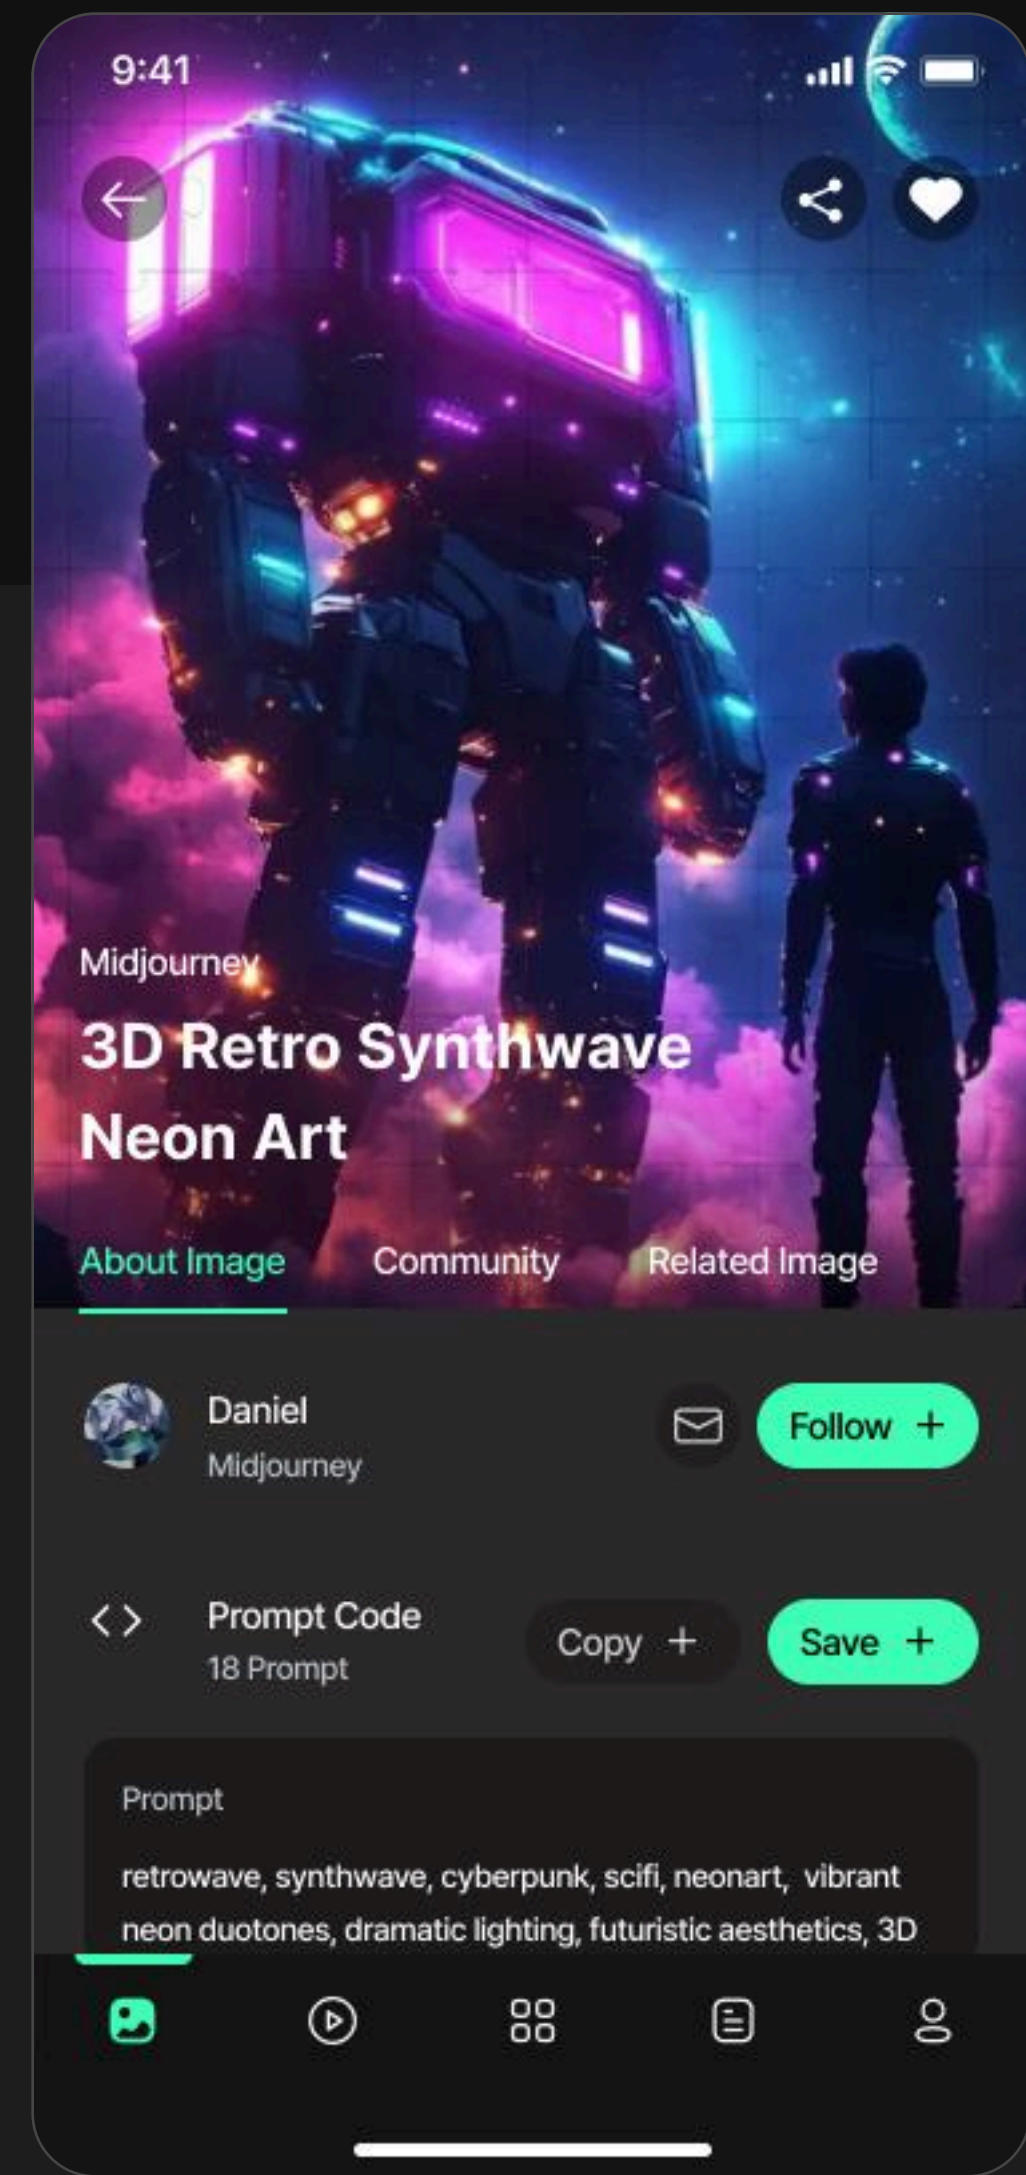 9:41
Midjourney
3D Retro Synthwave
Neon Art
About Image Community Related Image
Daniel
Midjourney
Follow +
Prompt Code
18 Prompt
Copy +
Save +
Prompt
retrowave, synthwave, cyberpunk, scifi, neonart, vibrant
neon duotones, dramatic lighting, futuristic aesthetics, 3D